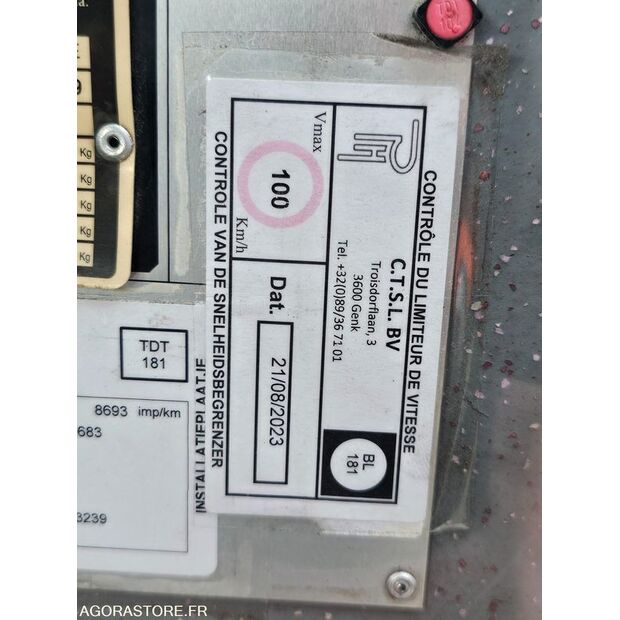 CONTRÔLE DU LIMITEUR DE VITESSE
C.T.S.L. BV
Troisdorflaan, 3
3600 Genk
Tel. +32(0)89/36 71 01
BL
181
Vmax
100
Km/h
Dat.
21/08/2023
CONTROLE VAN DE SNELHEIDSBEGRENZER
INSTALLATIEPLAATJE
TDT
181
8693 imp/km
683
3239
Kg
Kg
Kg
Kg
Kg
AGORASTORE.FR